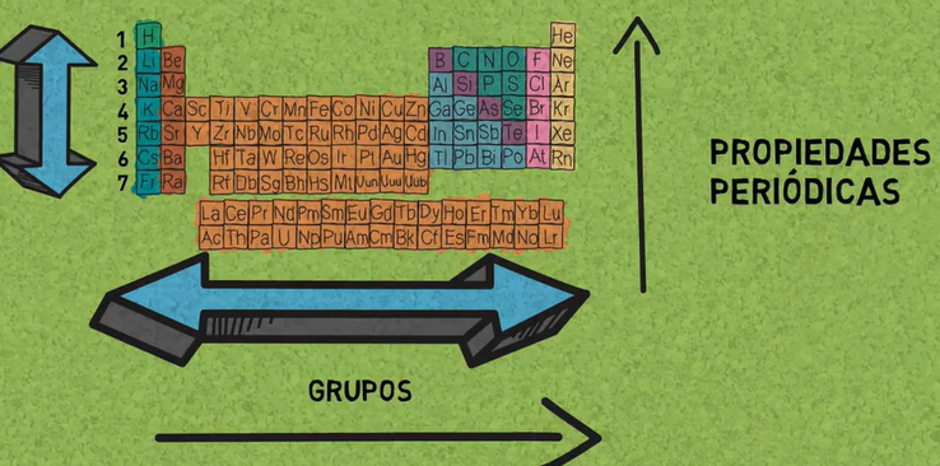 1 H He
2 Li Be B C N O F Ne
3 Na Mg Al Si P S Cl Ar
4 K Ca Sc Ti V Cr Mn Fe Co Ni Cu Zn Ga Ge As Se Br Kr
5 Rb Sr Y Zr Nb Mo Tc Ru Rh Pd Ag Cd In Sn Sb Te I Xe
6 Cs Ba Hf Ta W Re Os Ir Pt Au Hg Tl Pb Bi Po At Rn
7 Fr Ra Rf Db Sg Bh Hs Mt Uun Uuu Uub
La Ce Pr Nd Pm Sm Eu Gd Tb Dy Ho Er Tm Yb Lu
Ac Th Pa U Np Pu Am Cm Bk Cf Es Fm Md No Lr
PROPIEDADES
PERIÓDICAS
GRUPOS